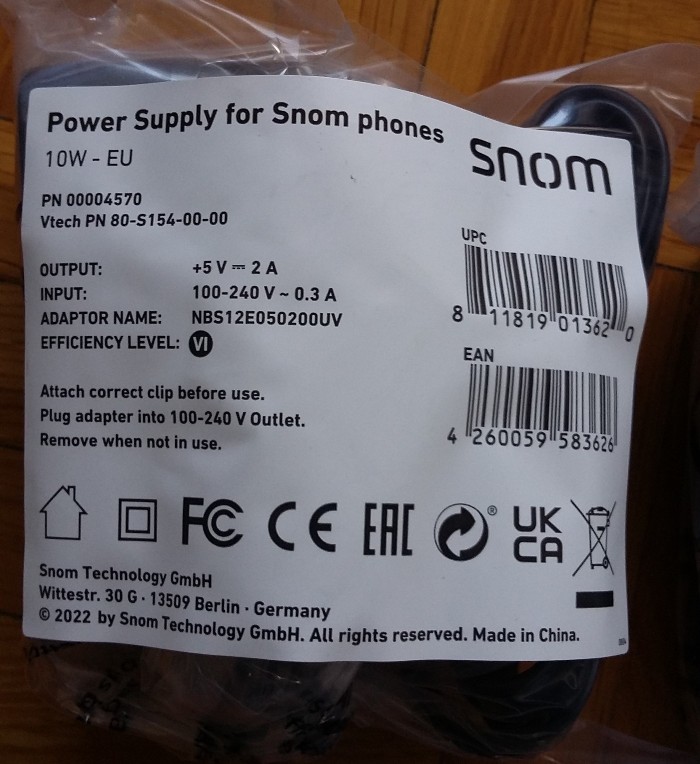 Power Supply for Snom phones
snom
10W - EU
PN 00004570
Vtech PN 80-S154-00-00
OUTPUT: +5 V ⎓ 2 A
INPUT: 100-240 V ~ 0.3 A
ADAPTOR NAME: NBS12E050200UV
EFFICIENCY LEVEL: VI
UPC
8 11819 01362 0
EAN
4 260059 583626
Attach correct clip before use.
Plug adapter into 100-240 V Outlet.
Remove when not in use.
FC CE EAC ® UK CA
Snom Technology GmbH
Wittestr. 30 G · 13509 Berlin · Germany
© 2022 by Snom Technology GmbH. All rights reserved. Made in China.